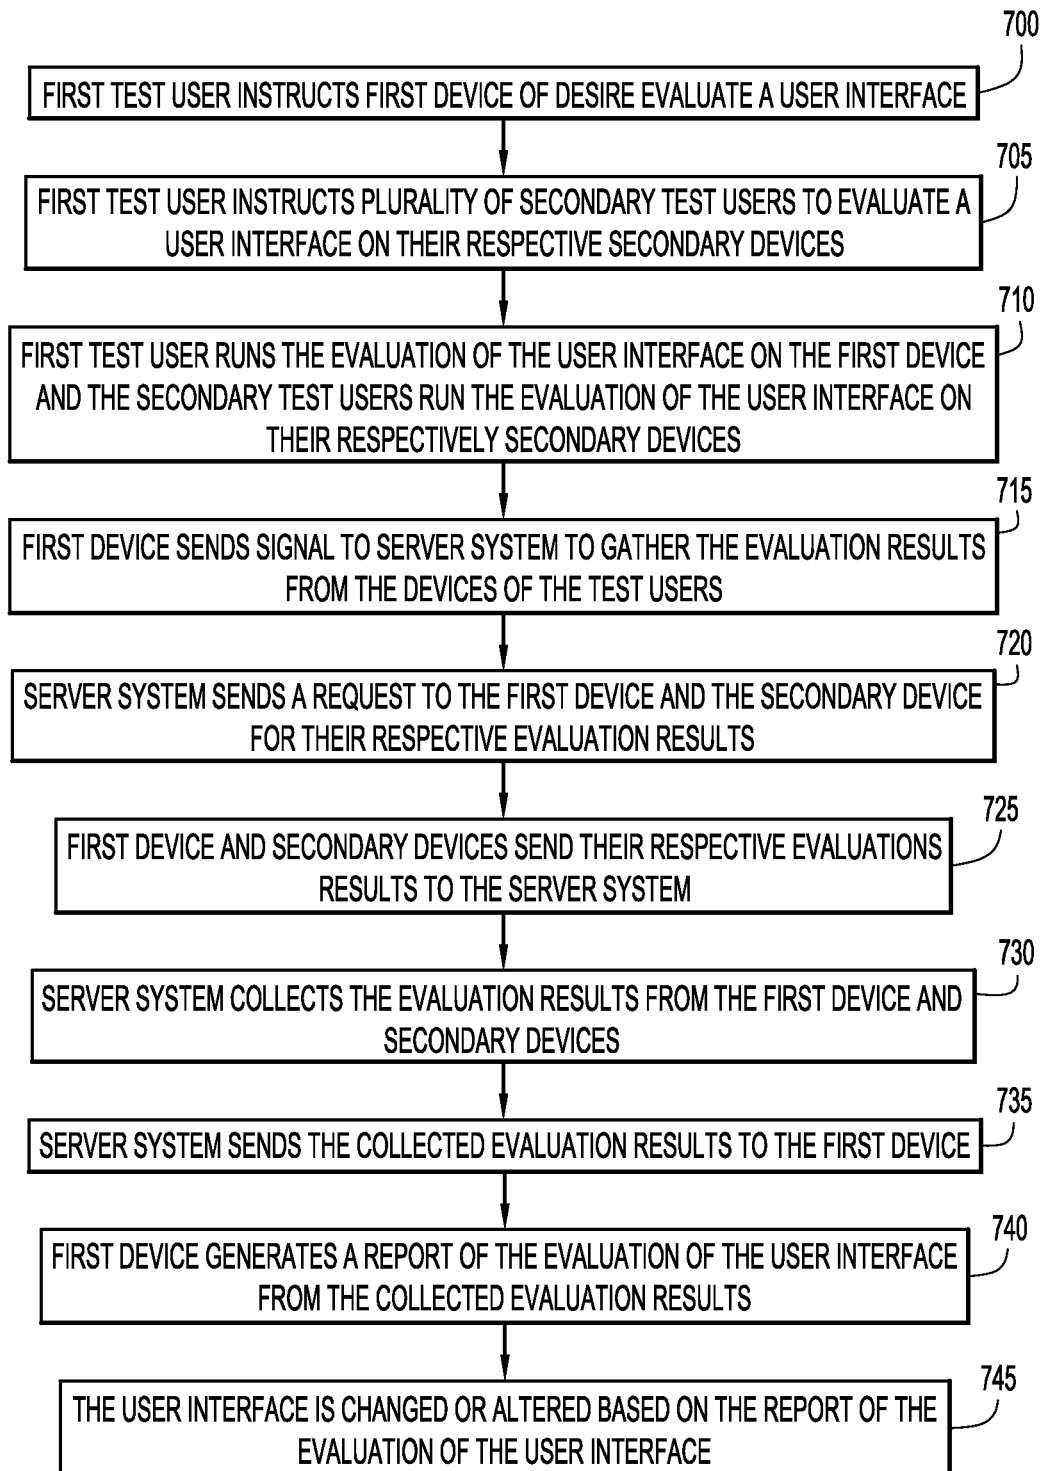 700
FIRST TEST USER INSTRUCTS FIRST DEVICE OF DESIRE EVALUATE A USER INTERFACE
705
FIRST TEST USER INSTRUCTS PLURALITY OF SECONDARY TEST USERS TO EVALUATE A
USER INTERFACE ON THEIR RESPECTIVE SECONDARY DEVICES
710
FIRST TEST USER RUNS THE EVALUATION OF THE USER INTERFACE ON THE FIRST DEVICE
AND THE SECONDARY TEST USERS RUN THE EVALUATION OF THE USER INTERFACE ON
THEIR RESPECTIVELY SECONDARY DEVICES
715
FIRST DEVICE SENDS SIGNAL TO SERVER SYSTEM TO GATHER THE EVALUATION RESULTS
FROM THE DEVICES OF THE TEST USERS
720
SERVER SYSTEM SENDS A REQUEST TO THE FIRST DEVICE AND THE SECONDARY DEVICE
FOR THEIR RESPECTIVE EVALUATION RESULTS
725
FIRST DEVICE AND SECONDARY DEVICES SEND THEIR RESPECTIVE EVALUATIONS
RESULTS TO THE SERVER SYSTEM
730
SERVER SYSTEM COLLECTS THE EVALUATION RESULTS FROM THE FIRST DEVICE AND
SECONDARY DEVICES
735
SERVER SYSTEM SENDS THE COLLECTED EVALUATION RESULTS TO THE FIRST DEVICE
740
FIRST DEVICE GENERATES A REPORT OF THE EVALUATION OF THE USER INTERFACE
FROM THE COLLECTED EVALUATION RESULTS
745
THE USER INTERFACE IS CHANGED OR ALTERED BASED ON THE REPORT OF THE
EVALUATION OF THE USER INTERFACE